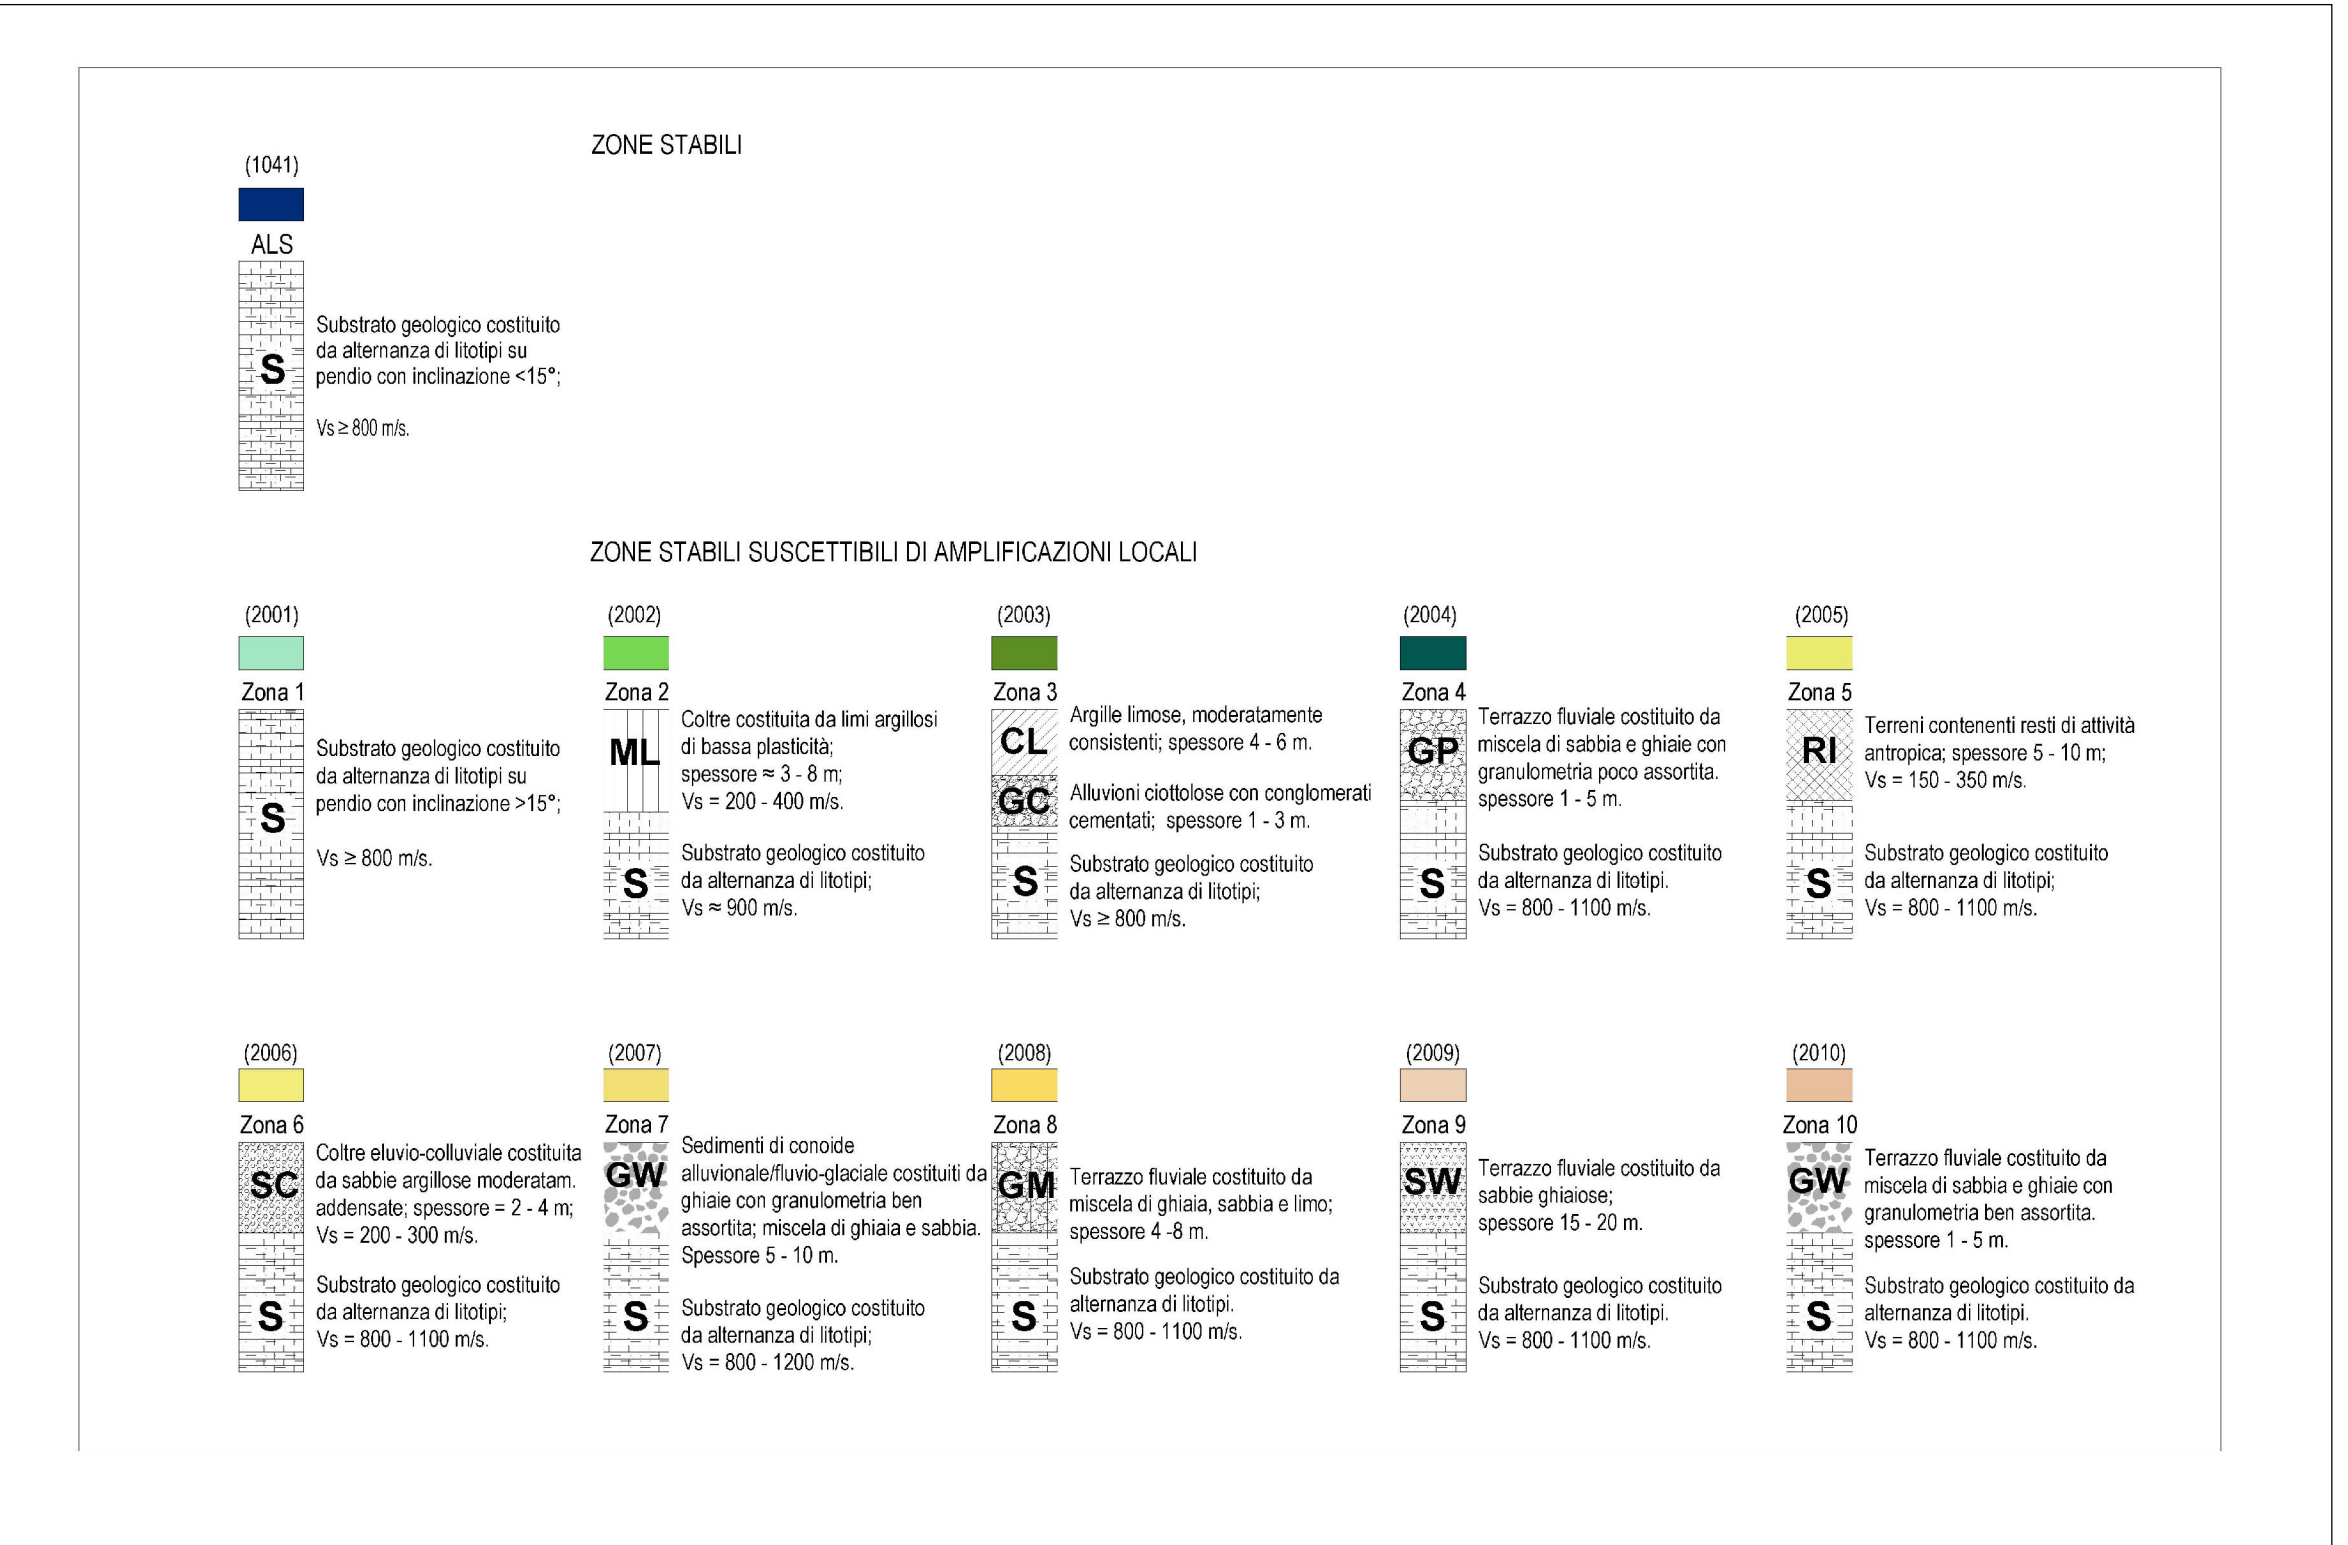 ZONE STABILI
(1041)
ALS
S
Substrato geologico costituito
da alternanza di litotipi su
pendio con inclinazione <15°;
Vs ≥ 800 m/s.
ZONE STABILI SUSCETTIBILI DI AMPLIFICAZIONI LOCALI
(2001)
Zona 1
S
Substrato geologico costituito
da alternanza di litotipi su
pendio con inclinazione >15°;
Vs ≥ 800 m/s.
(2002)
Zona 2
ML
Coltre costituita da limi argillosi
di bassa plasticità;
spessore ≈ 3 - 8 m;
Vs = 200 - 400 m/s.
S
Substrato geologico costituito
da alternanza di litotipi;
Vs ≈ 900 m/s.
(2003)
Zona 3
CL
Argille limose, moderatamente
consistenti; spessore 4 - 6 m.
GC
Alluvioni ciottolose con conglomerati
cementati; spessore 1 - 3 m.
S
Substrato geologico costituito
da alternanza di litotipi;
Vs ≥ 800 m/s.
(2004)
Zona 4
GP
Terrazzo fluviale costituito da
miscela di sabbia e ghiaie con
granulometria poco assortita.
spessore 1 - 5 m.
S
Substrato geologico costituito
da alternanza di litotipi.
Vs = 800 - 1100 m/s.
(2005)
Zona 5
RI
Terreni contenenti resti di attività
antropica; spessore 5 - 10 m;
Vs = 150 - 350 m/s.
S
Substrato geologico costituito
da alternanza di litotipi;
Vs = 800 - 1100 m/s.
(2006)
Zona 6
SC
Coltre eluvio-colluviale costituita
da sabbie argillose moderatam.
addensate; spessore = 2 - 4 m;
Vs = 200 - 300 m/s.
S
Substrato geologico costituito
da alternanza di litotipi;
Vs = 800 - 1100 m/s.
(2007)
Zona 7
GW
Sedimenti di conoide
alluvionale/fluvio-glaciale costituiti da
ghiaie con granulometria ben
assortita; miscela di ghiaia e sabbia.
Spessore 5 - 10 m.
S
Substrato geologico costituito
da alternanza di litotipi;
Vs = 800 - 1200 m/s.
(2008)
Zona 8
GM
Terrazzo fluviale costituito da
miscela di ghiaia, sabbia e limo;
spessore 4 -8 m.
S
Substrato geologico costituito da
alternanza di litotipi.
Vs = 800 - 1100 m/s.
(2009)
Zona 9
SW
Terrazzo fluviale costituito da
sabbie ghiaiose;
spessore 15 - 20 m.
S
Substrato geologico costituito
da alternanza di litotipi.
Vs = 800 - 1100 m/s.
(2010)
Zona 10
GW
Terrazzo fluviale costituito da
miscela di sabbia e ghiaie con
granulometria ben assortita.
spessore 1 - 5 m.
S
Substrato geologico costituito da
alternanza di litotipi.
Vs = 800 - 1100 m/s.